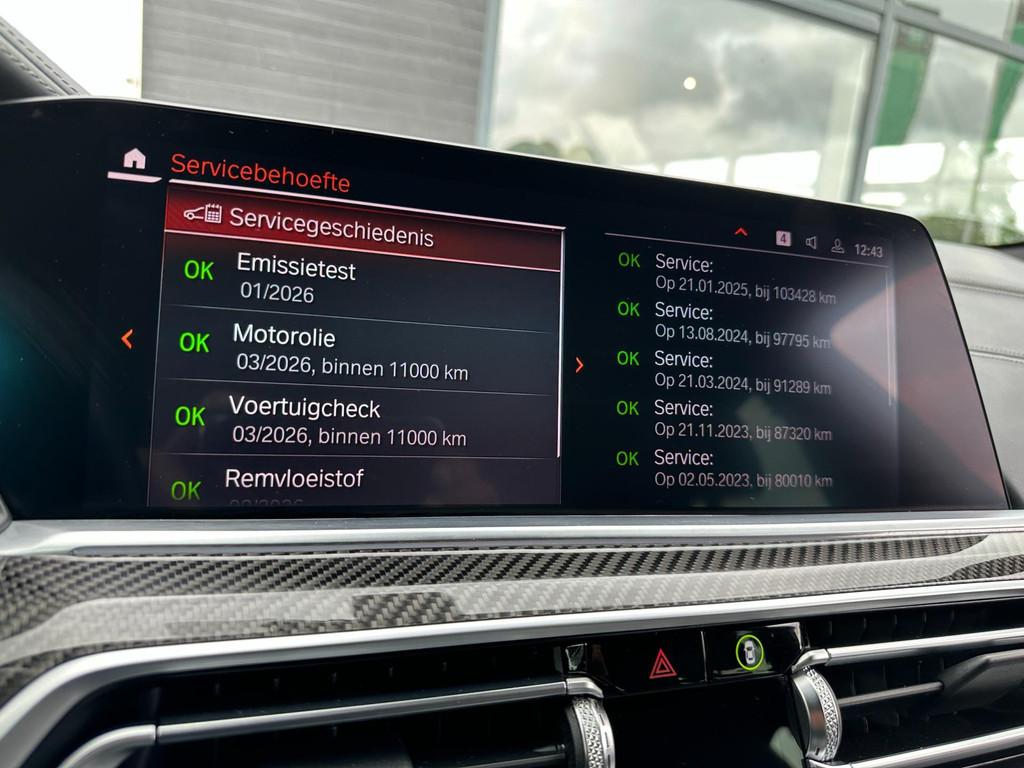 Servicebehoefte
Servicegeschiedenis
OK Emissietest
01/2026
OK Motorolie
03/2026, binnen 11000 km
OK Voertuigcheck
03/2026, binnen 11000 km
OK Remvloeistof
4 12:43
OK Service:
Op 21.01.2025, bij 103428 km
OK Service:
Op 13.08.2024, bij 97795 km
OK Service:
Op 21.03.2024, bij 91289 km
OK Service:
Op 21.11.2023, bij 87320 km
OK Service:
Op 02.05.2023, bij 80010 km